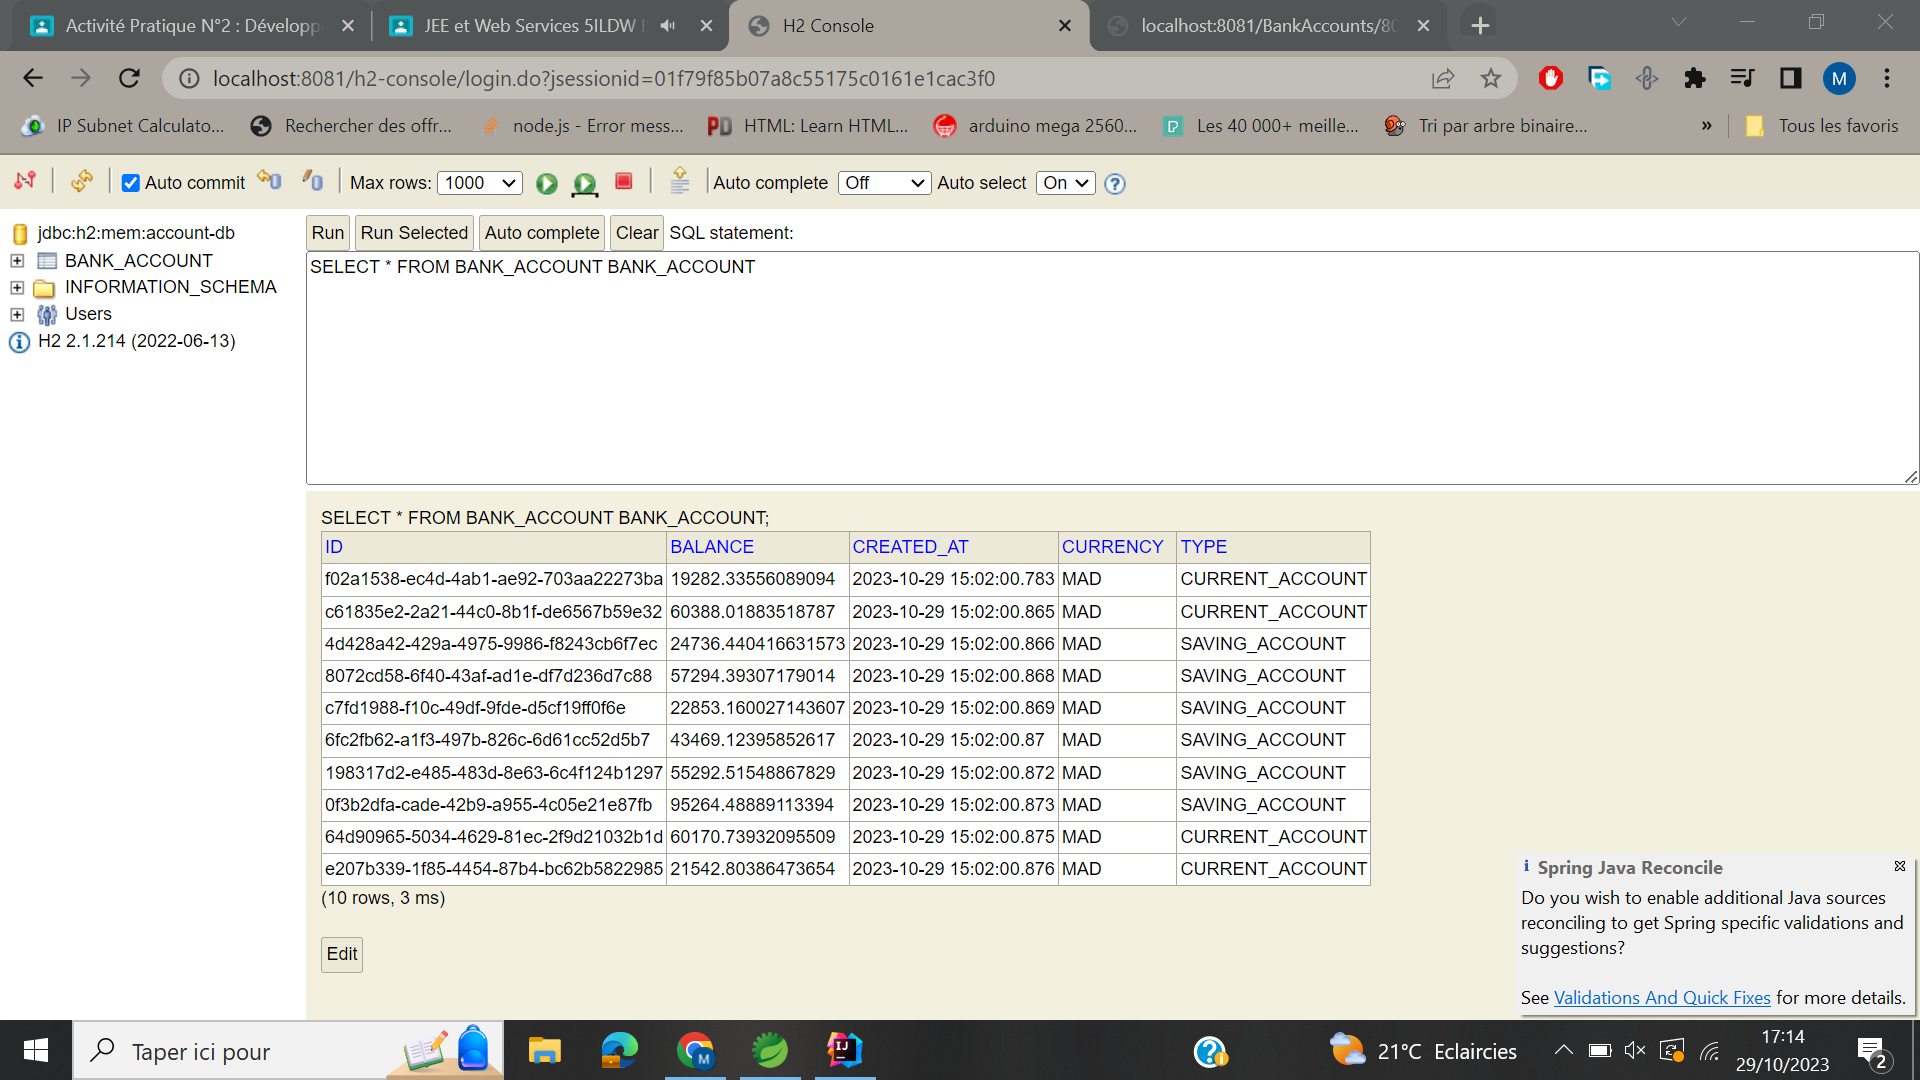 Activité Pratique N°2 : Développ
JEE et Web Services 5ILDW
H2 Console
localhost:8081/BankAccounts/80
localhost:8081/h2-console/login.do?jsessionid=01f79f85b07a8c55175c0161e1cac3f0
M
IP Subnet Calculato...
Rechercher des offr...
node.js - Error mess...
PD
HTML: Learn HTML...
arduino mega 2560...
Les 40 000+ meille...
Tri par arbre binaire...
»
Tous les favoris
Auto commit
Max rows: 1000
Auto complete Off
Auto select On
jdbc:h2:mem:account-db
BANK_ACCOUNT
INFORMATION_SCHEMA
Users
H2 2.1.214 (2022-06-13)
Run Run Selected Auto complete Clear SQL statement:
SELECT * FROM BANK_ACCOUNT BANK_ACCOUNT
SELECT * FROM BANK_ACCOUNT BANK_ACCOUNT;
ID BALANCE CREATED_AT CURRENCY TYPE
f02a1538-ec4d-4ab1-ae92-703aa22273ba 19282.33556089094 2023-10-29 15:02:00.783 MAD CURRENT_ACCOUNT
c61835e2-2a21-44c0-8b1f-de6567b59e32 60388.01883518787 2023-10-29 15:02:00.865 MAD CURRENT_ACCOUNT
4d428a42-429a-4975-9986-f8243cb6f7ec 24736.440416631573 2023-10-29 15:02:00.866 MAD SAVING_ACCOUNT
8072cd58-6f40-43af-ad1e-df7d236d7c88 57294.39307179014 2023-10-29 15:02:00.868 MAD SAVING_ACCOUNT
c7fd1988-f10c-49df-9fde-d5cf19ff0f6e 22853.160027143607 2023-10-29 15:02:00.869 MAD SAVING_ACCOUNT
6fc2fb62-a1f3-497b-826c-6d61cc52d5b7 43469.12395852617 2023-10-29 15:02:00.87 MAD SAVING_ACCOUNT
198317d2-e485-483d-8e63-6c4f124b1297 55292.51548867829 2023-10-29 15:02:00.872 MAD SAVING_ACCOUNT
0f3b2dfa-cade-42b9-a955-4c05e21e87fb 95264.48889113394 2023-10-29 15:02:00.873 MAD SAVING_ACCOUNT
64d90965-5034-4629-81ec-2f9d21032b1d 60170.73932095509 2023-10-29 15:02:00.875 MAD CURRENT_ACCOUNT
e207b339-1f85-4454-87b4-bc62b5822985 21542.80386473654 2023-10-29 15:02:00.876 MAD CURRENT_ACCOUNT
(10 rows, 3 ms)
Edit
Spring Java Reconcile
Do you wish to enable additional Java sources
reconciling to get Spring specific validations and
suggestions?
See Validations And Quick Fixes for more details.
Taper ici pour
M
IJ
21°C Eclaircies
17:14
29/10/2023
2